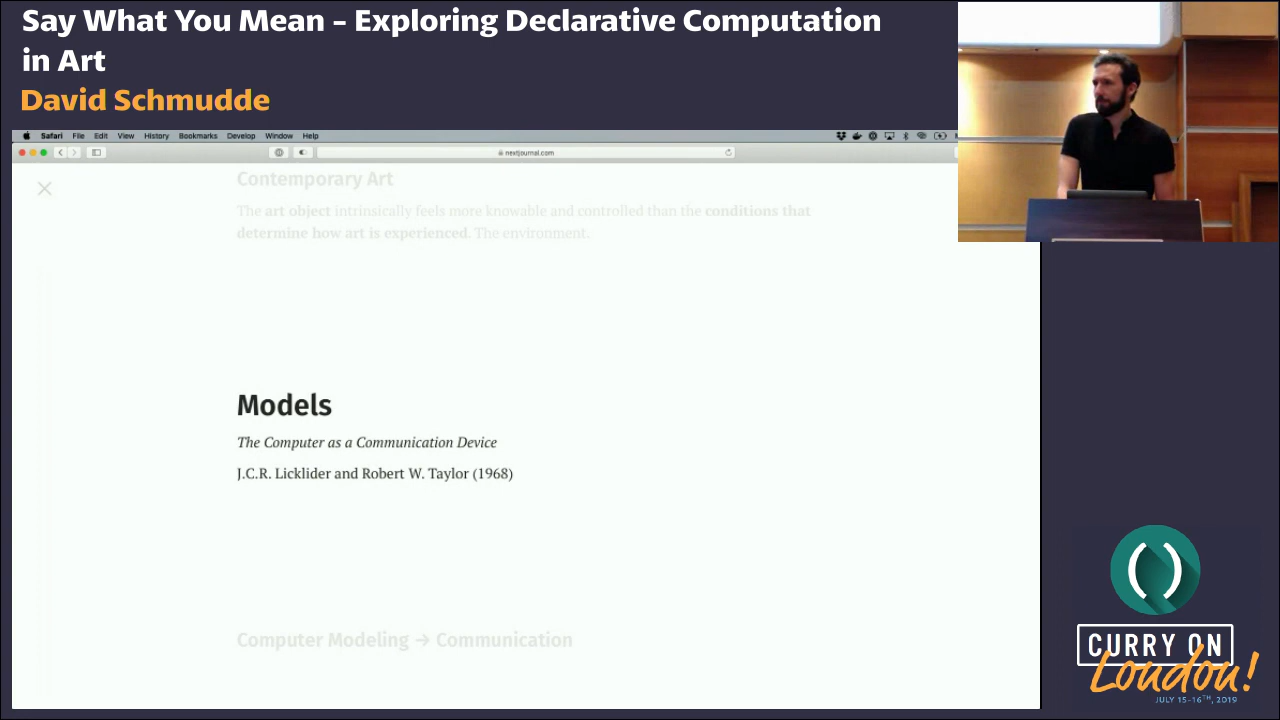 Say What You Mean – Exploring Declarative Computation
in Art
David Schmudde
Safari File Edit View History Bookmarks Develop Window Help
nextjournal.com
Contemporary Art
The art object intrinsically feels more knowable and controlled than the conditions that
determine how art is experienced. The environment.
Models
The Computer as a Communication Device
J.C.R. Licklider and Robert W. Taylor (1968)
Computer Modeling → Communication
CURRY ON
London!
JULY 15-16TH, 2019